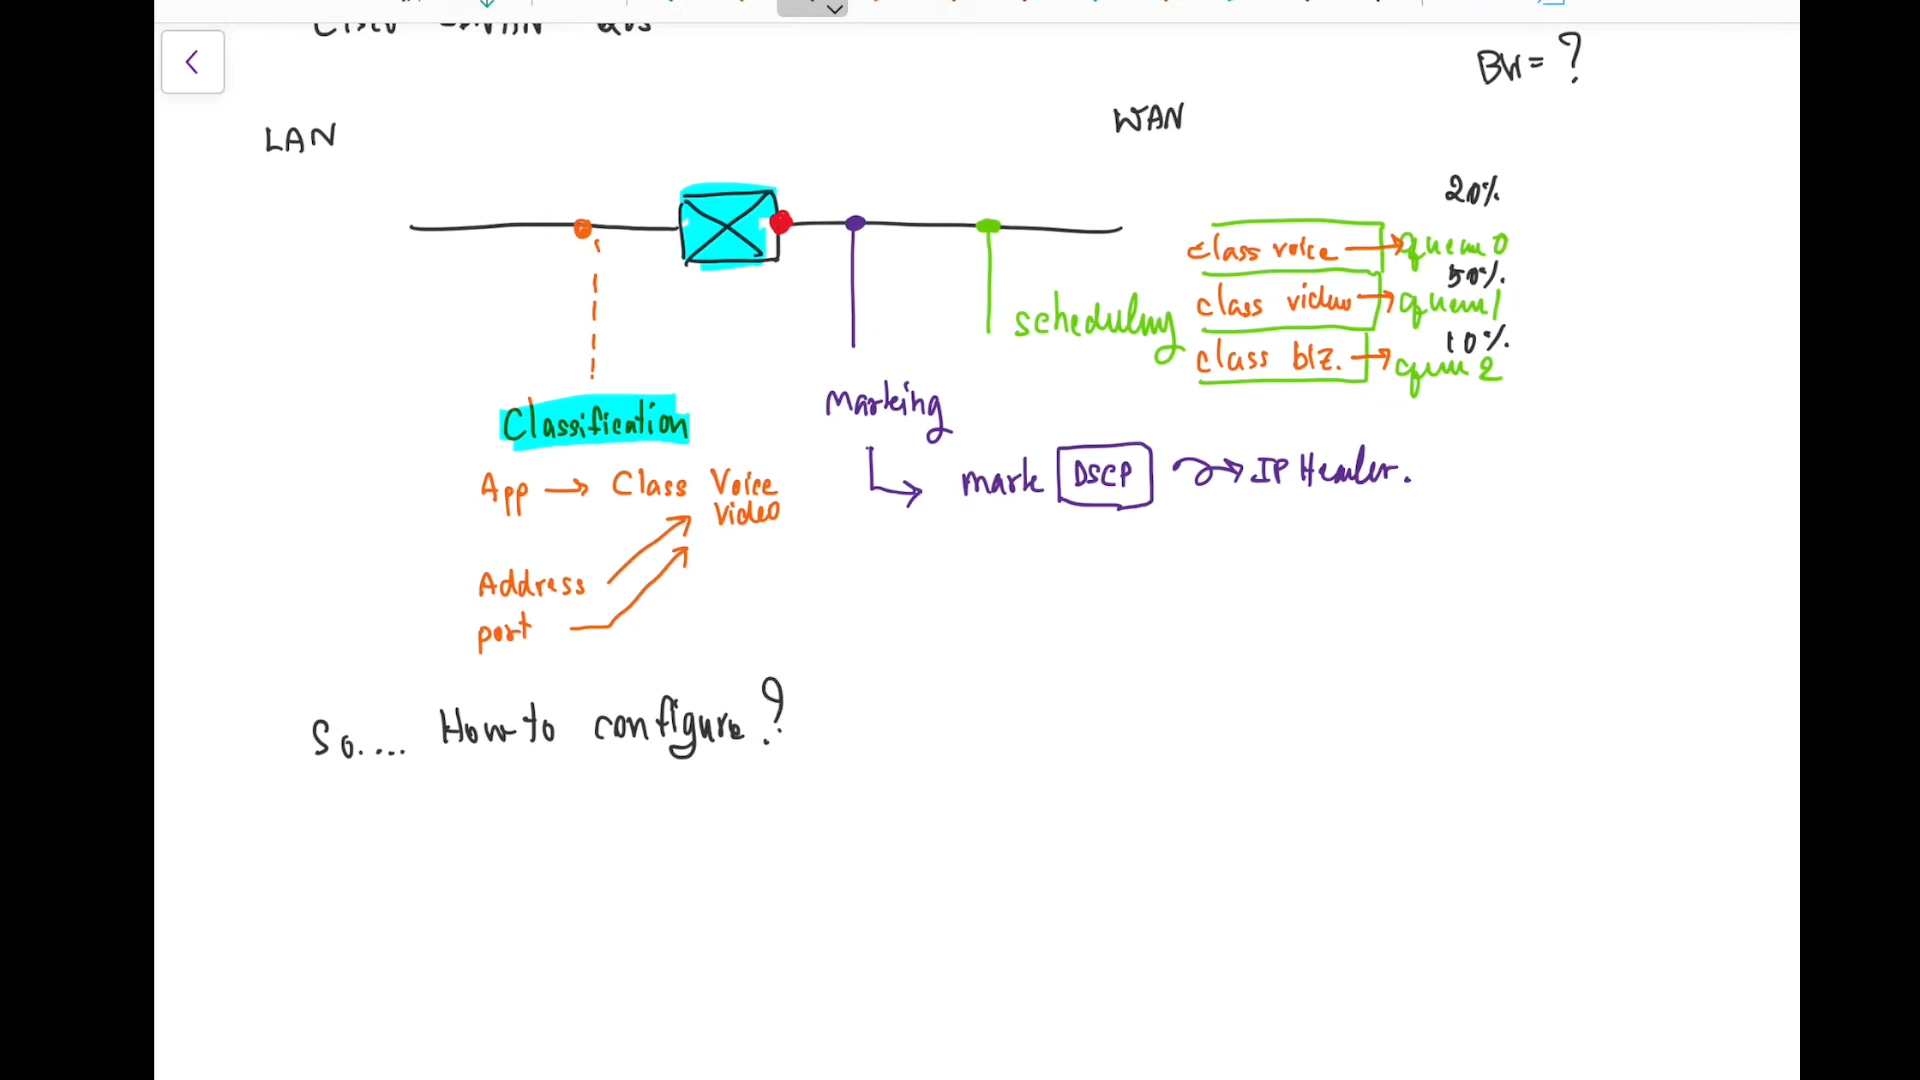 BW = ?
LAN
WAN
20%
class voice → queue 0
50%
class video → queue 1
scheduling
10%
class biz. →
2
Classification
Marking
App → Class Voice
Video
mark DSCP → IP Header.
Address
port
So.... How to configure?